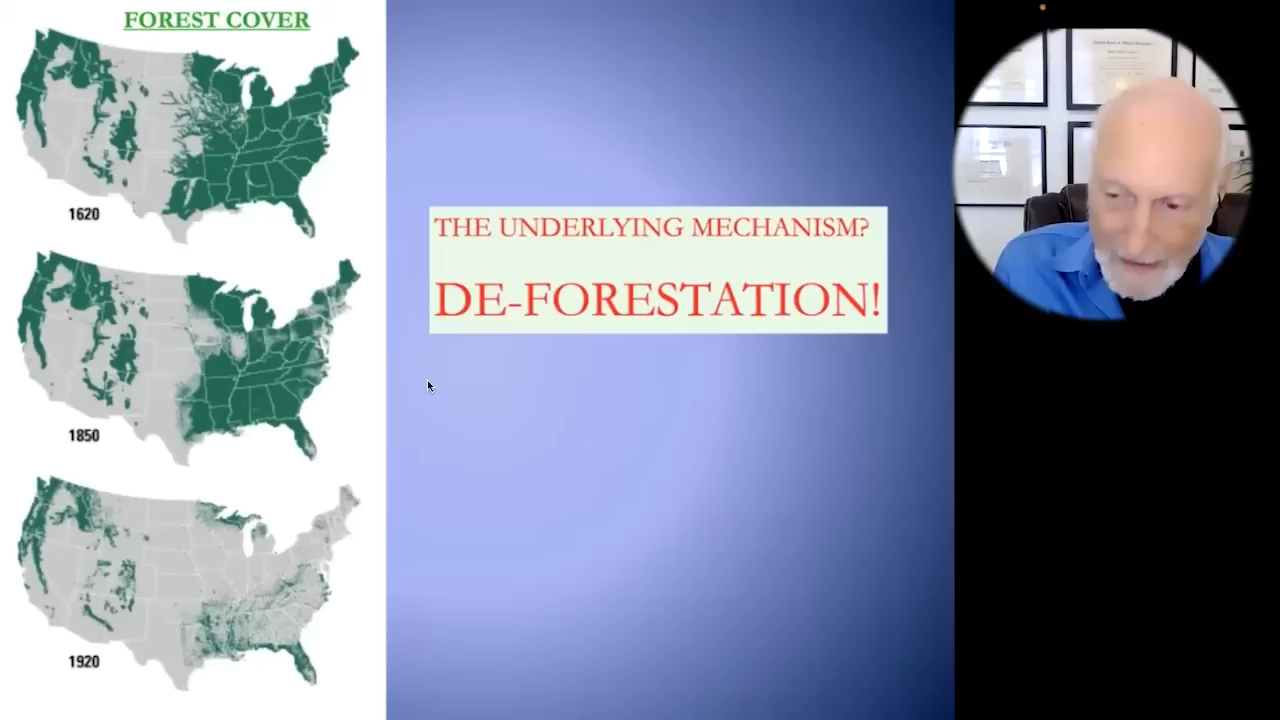 FOREST COVER
1620
1850
1920
THE UNDERLYING MECHANISM?
DE-FORESTATION!